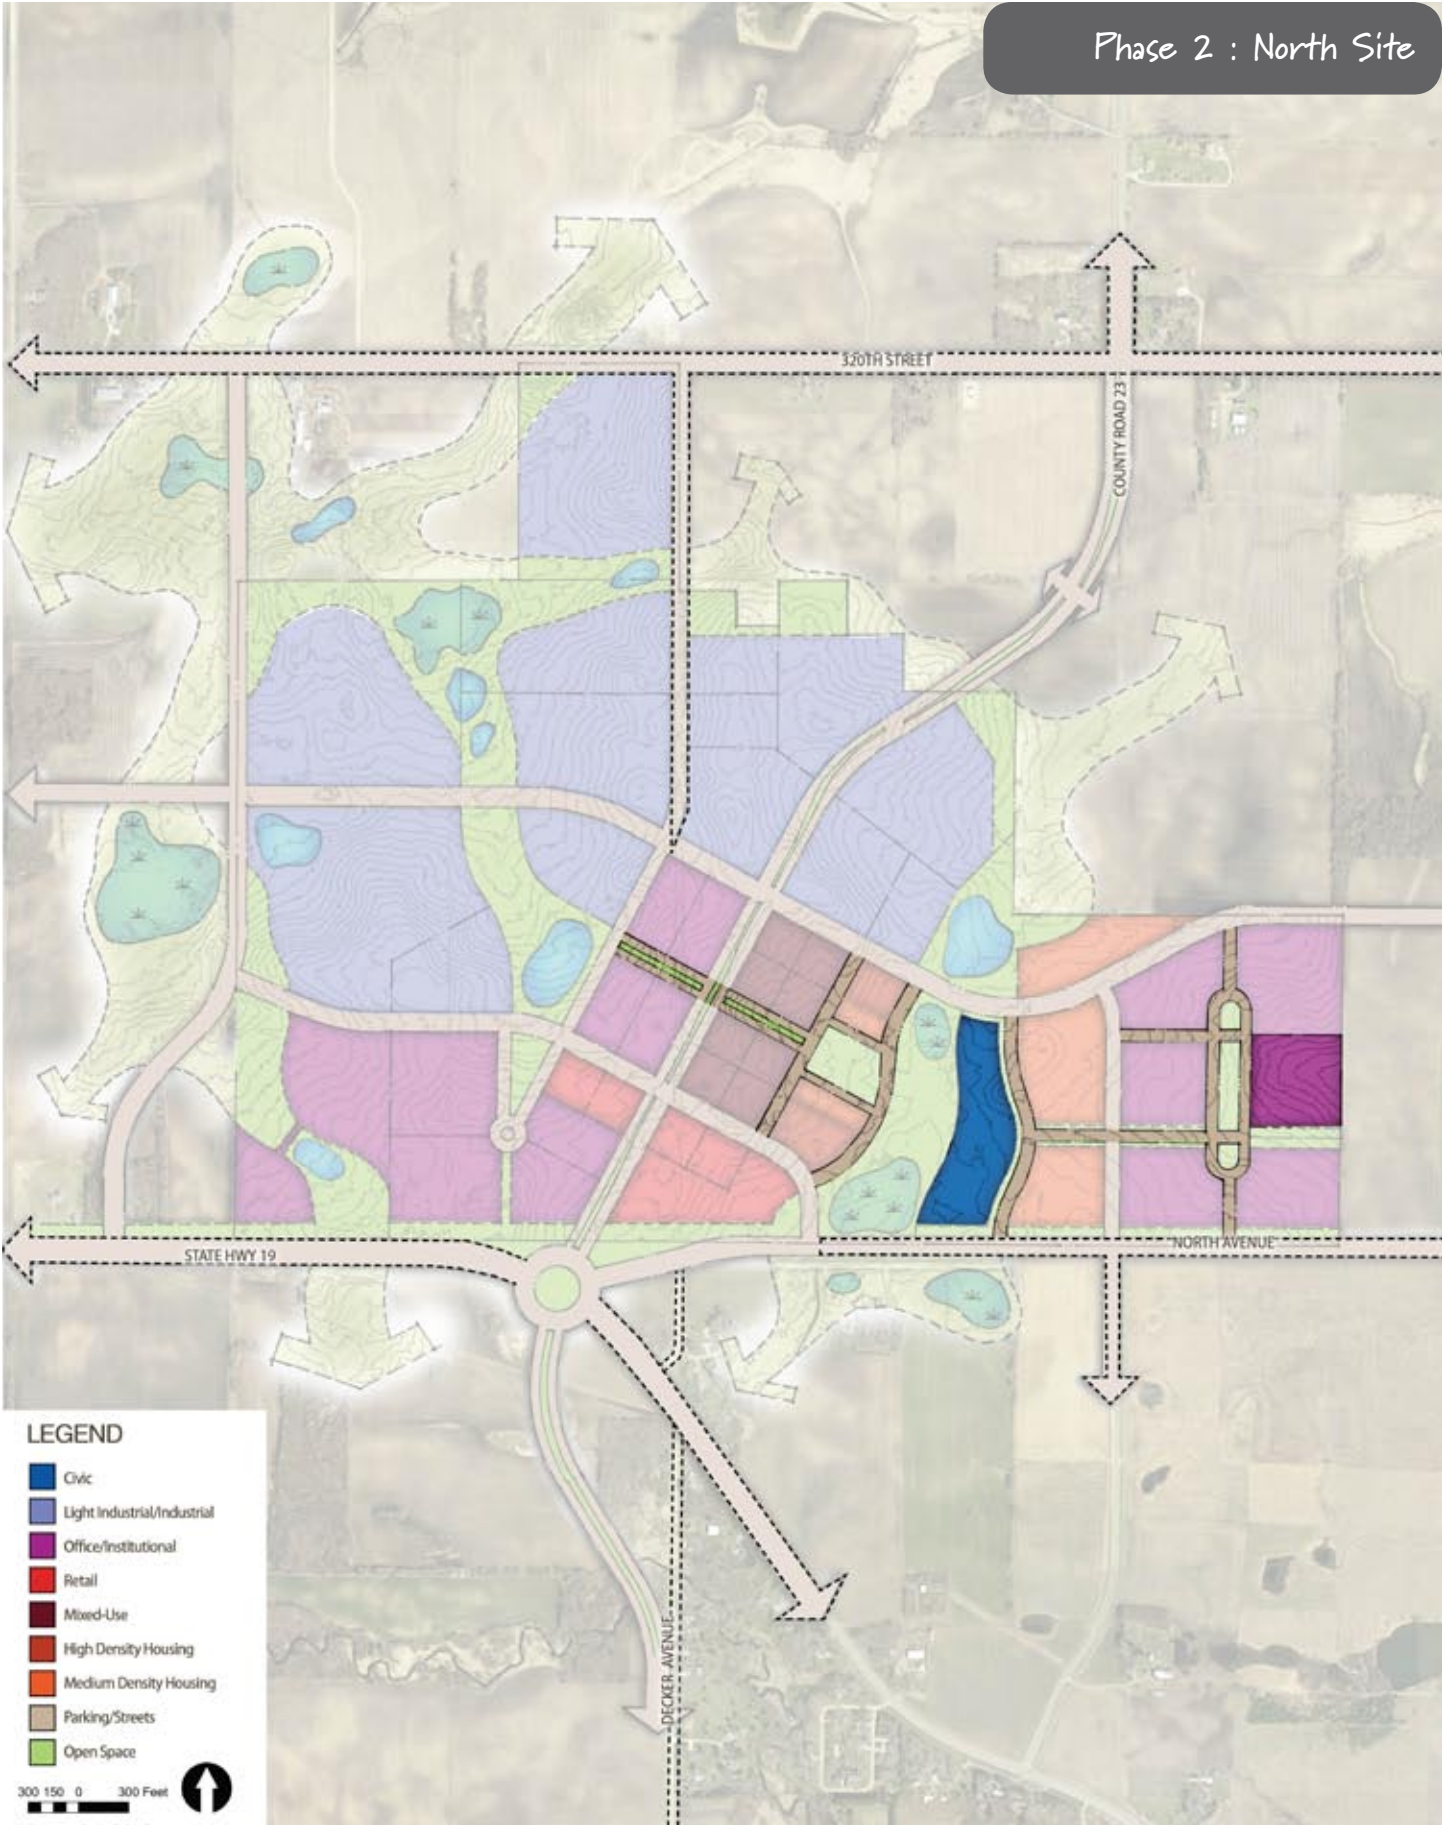 Phase 2 : North Site
320TH STREET
COUNTY ROAD 23
STATE HWY 19
NORTH AVENUE
DECKER AVENUE
LEGEND
Civic
Light Industrial/Industrial
Office/Institutional
Retail
Mixed-Use
High Density Housing
Medium Density Housing
Parking/Streets
Open Space
300 150 0 300 Feet